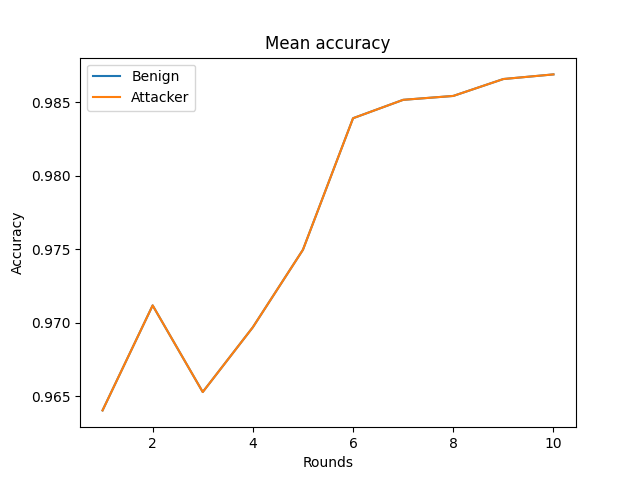 Mean accuracy
Benign
Attacker
0.985
0.980
0.975
0.970
0.965
Accuracy
2 4 6 8 10
Rounds